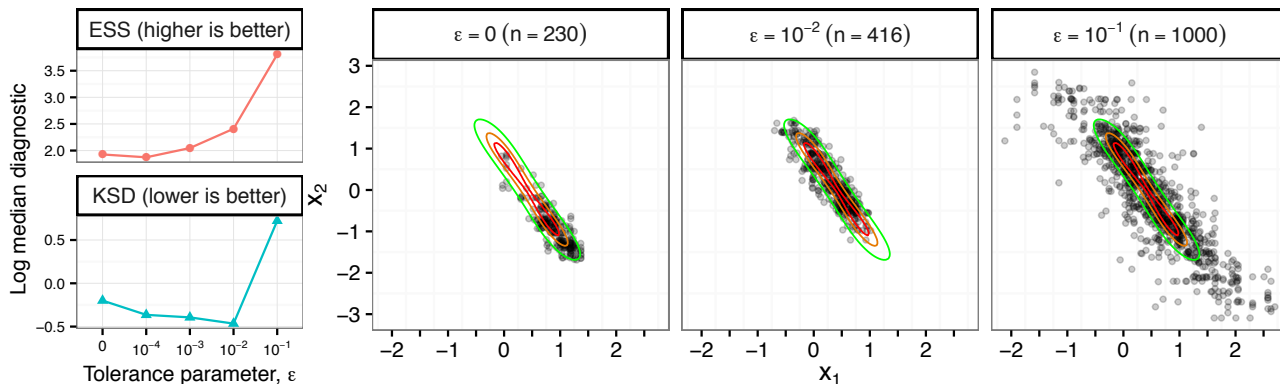 ESS (higher is better)
3.5
3.0
2.5
2.0
KSD (lower is better)
0.5
0.0
−0.5
0 10⁻⁴ 10⁻³ 10⁻² 10⁻¹
Tolerance parameter, ε
Log median diagnostic
ε = 0 (n = 230)
ε = 10⁻² (n = 416)
ε = 10⁻¹ (n = 1000)
3
2
1
0
−1
−2
−3
x₂
−2 −1 0 1 2
−2 −1 0 1 2
−2 −1 0 1 2
x₁